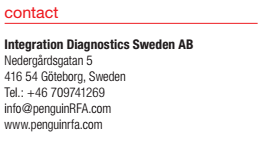 contact
Integration Diagnostics Sweden AB
Nedergårdsgatan 5
416 54 Göteborg, Sweden
Tel.: +46 709741269
info@penguinRFA.com
www.penguinrfa.com